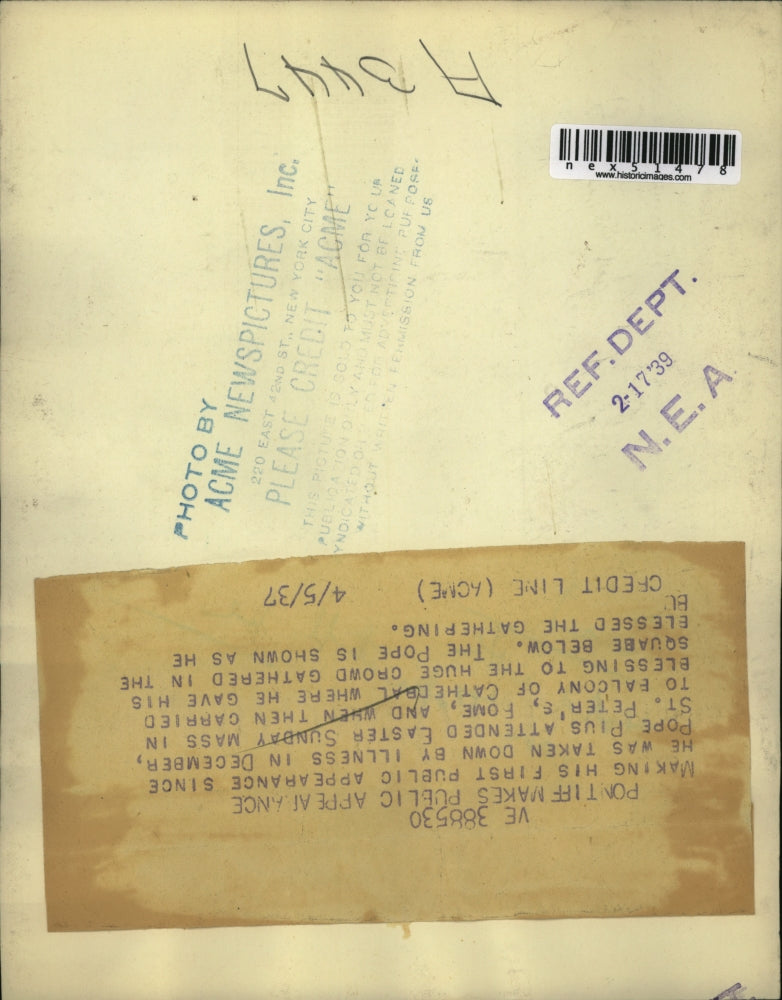 A 3447
nex51478
www.historicimages.com
PHOTO BY
ACME NEWSPICTURES, Inc.
220 EAST 42ND ST., NEW YORK CITY
PLEASE CREDIT "ACME"
THIS PICTURE IS SOLD TO YOU FOR YOUR
PUBLICATION ONLY AND MUST NOT BE LOANED
SYNDICATED OR USED FOR ADVERTISING PURPOSE
WITHOUT WRITTEN PERMISSION FROM US
REF. DEPT.
2-17'39
N.E.A
VE 388530
PONTIFF MAKES PUBLIC APPEARANCE
MAKING HIS FIRST PUBLIC APPEARANCE SINCE
HE WAS TAKEN DOWN BY ILLNESS IN DECEMBER,
POPE PIUS ATTENDED EASTER SUNDAY MASS IN
ST. PETER'S, ROME, AND WHEN THEN CARRIED
TO BALCONY OF CATHEDRAL WHERE HE GAVE HIS
BLESSING TO THE HUGE CROWD GATHERED IN THE
SQUARE BELOW. THE POPE IS SHOWN AS HE
BLESSED THE GATHERING.
BU
CREDIT LINE (ACME) 4/5/37